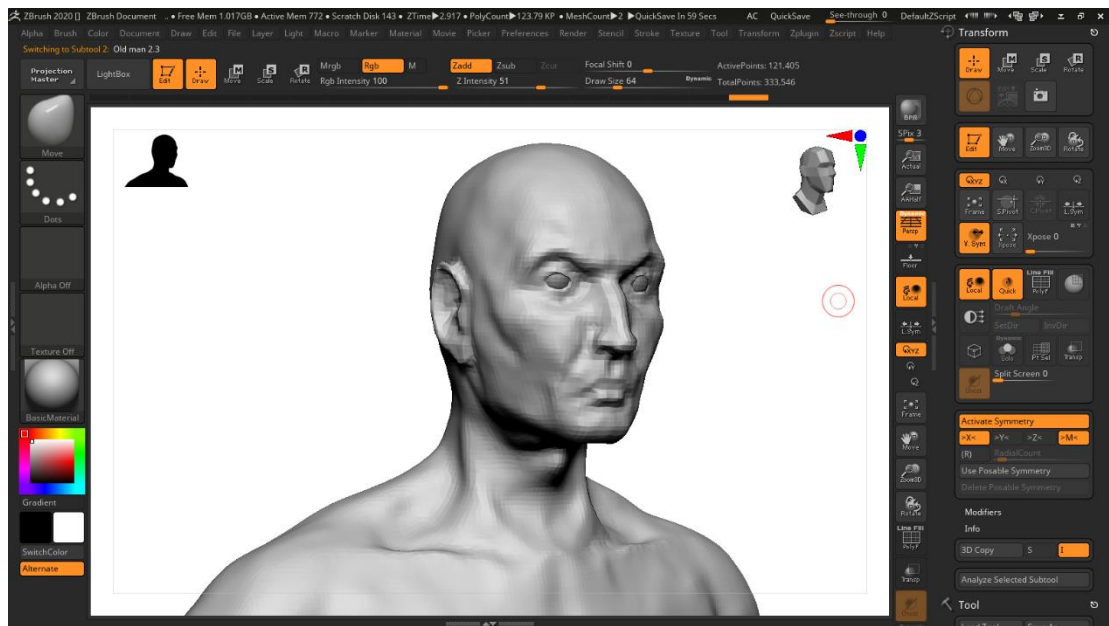 ZBrush 2020 [] ZBrush Document .. • Free Mem 1.017GB • Active Mem 772 • Scratch Disk 143 • ZTime▶2.917 • PolyCount▶123.79 KP • MeshCount▶2 ▶QuickSave In 59 Secs AC QuickSave See-through 0 DefaultZScript
Alpha Brush Color Document Draw Edit File Layer Light Macro Marker Material Movie Picker Preferences Render Stencil Stroke Texture Tool Transform Zplugin Zscript Help
Switching to Subtool 2: Old man 2.3
Projection Master
LightBox
Edit Draw Move Scale Rotate
Mrgb Rgb M
Rgb Intensity 100
Zadd Zsub Zcut
Z Intensity 51
Focal Shift 0
Draw Size 64 Dynamic
ActivePoints: 121,405
TotalPoints: 333,546
Move
Dots
Alpha Off
Texture Off
BasicMaterial
Gradient
SwitchColor
Alternate
BPR
SPix 3
Actual
AAHalf
Dynamic
Persp
Floor
Local
L.Sym
XYZ
Frame
Move
Zoom3D
Rotate
Line Fill
PolyF
Transp
Transform
Draw Move Scale Rotate
Edit Move Zoom3D Rotate
XYZ
Frame S.Pivot C.Pivot L.Sym
Y. Sym Xpose Xpose 0
Local Quick Line Fill PolyF
Draft Angle
SetDir InvDir
Dynamic
Solo Pt Sel Transp
Ghost Split Screen 0
Activate Symmetry
>X< >Y< >Z< >M<
(R) RadialCount
Use Posable Symmetry
Delete Posable Symmetry
Modifiers
Info
3D Copy S I
Analyze Selected Subtool
Tool